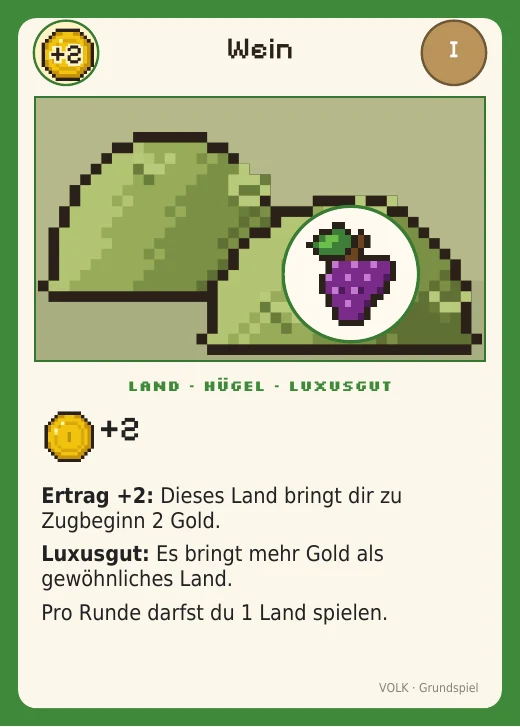 +2
Wein
I
LAND · HÜGEL · LUXUSGUT
+2
Ertrag +2: Dieses Land bringt dir zu
Zugbeginn 2 Gold.
Luxusgut: Es bringt mehr Gold als
gewöhnliches Land.
Pro Runde darfst du 1 Land spielen.
VOLK · Grundspiel